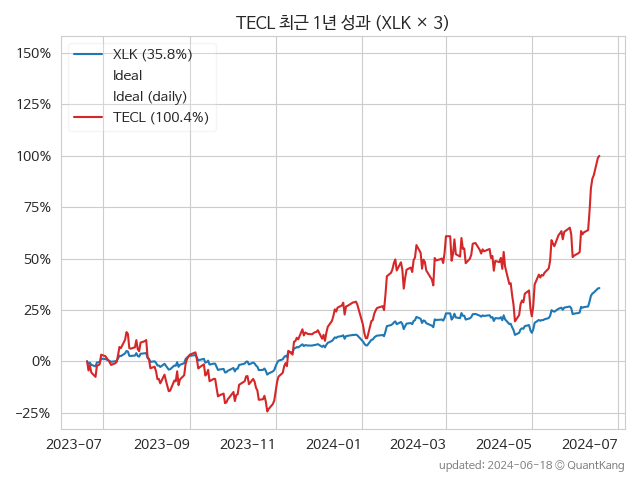 TECL 최근 1년 성과 (XLK × 3)
150%
125%
100%
75%
50%
25%
0%
−25%
XLK (35.8%)
Ideal
Ideal (daily)
TECL (100.4%)
2023-07
2023-09
2023-11
2024-01
2024-03
2024-05
2024-07
updated: 2024-06-18 © QuantKang